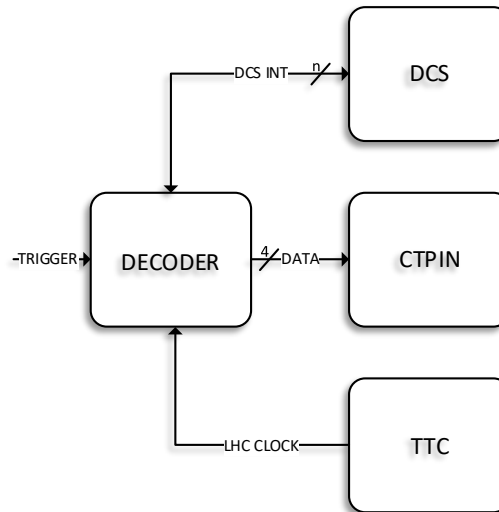 DCS INT
n
DCS
TRIGGER
DECODER
4
DATA
CTPIN
LHC CLOCK
TTC